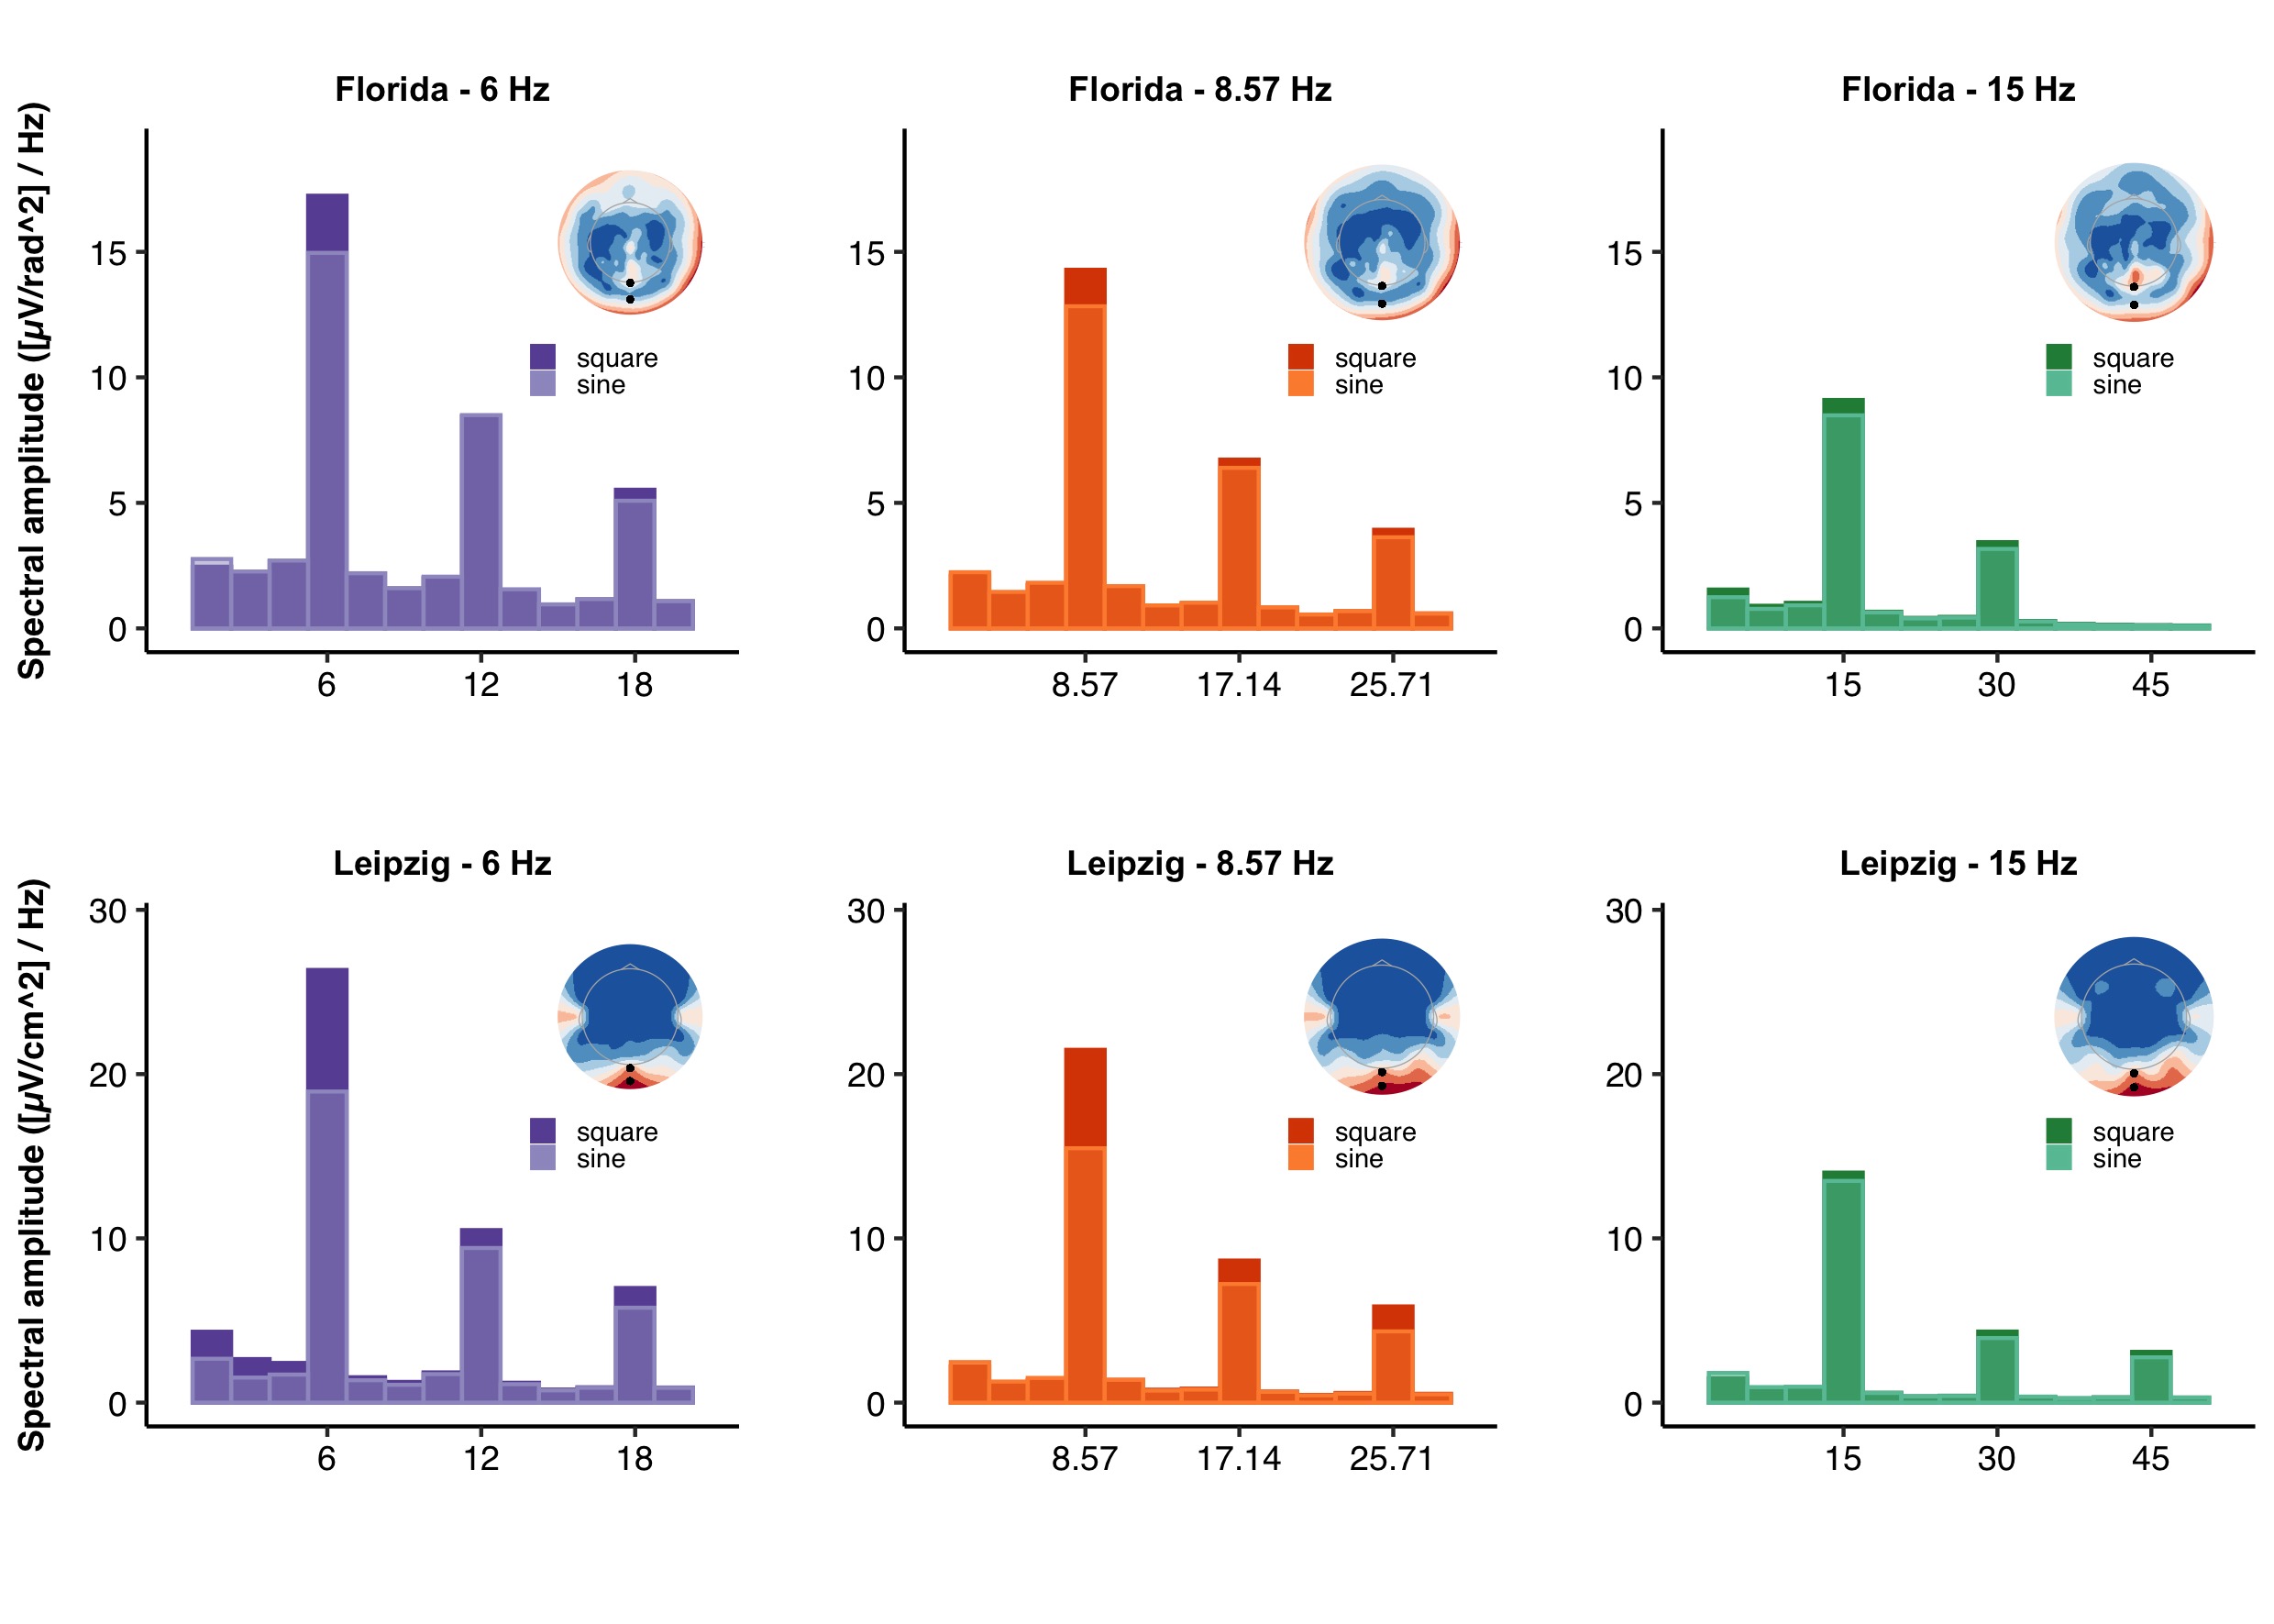 Florida - 6 Hz
Florida - 8.57 Hz
Florida - 15 Hz
Spectral amplitude ([µV/rad^2] / Hz)
15
10
5
0
square
sine
6
12
18
15
10
5
0
square
sine
8.57
17.14
25.71
15
10
5
0
square
sine
15
30
45
Leipzig - 6 Hz
Leipzig - 8.57 Hz
Leipzig - 15 Hz
Spectral amplitude ([µV/cm^2] / Hz)
30
20
10
0
square
sine
6
12
18
30
20
10
0
square
sine
8.57
17.14
25.71
30
20
10
0
square
sine
15
30
45